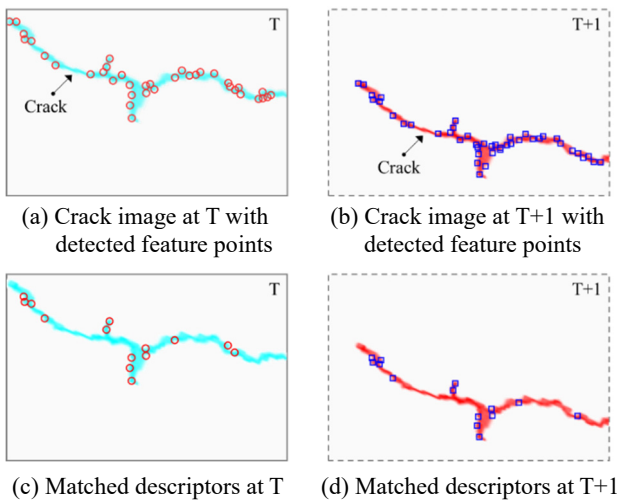 T
Crack
(a) Crack image at T with
detected feature points
T+1
Crack
(b) Crack image at T+1 with
detected feature points
T
(c) Matched descriptors at T
T+1
(d) Matched descriptors at T+1